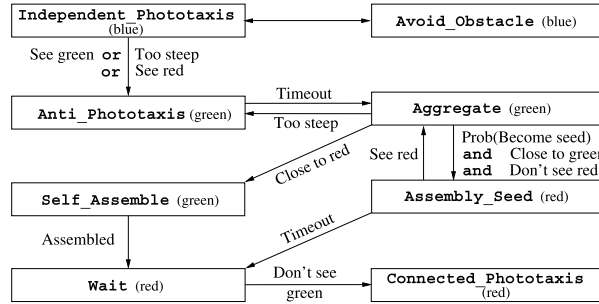 Independent_Phototaxis
(blue)
Avoid_Obstacle (blue)
See green or Too steep
or See red
Anti_Phototaxis (green)
Timeout
Too steep
Aggregate (green)
Close to red
See red
Prob(Become seed)
and Close to green
and Don't see red
Self_Assemble (green)
Assembly_Seed (red)
Assembled
Timeout
Wait (red)
Don't see
green
Connected_Phototaxis
(red)